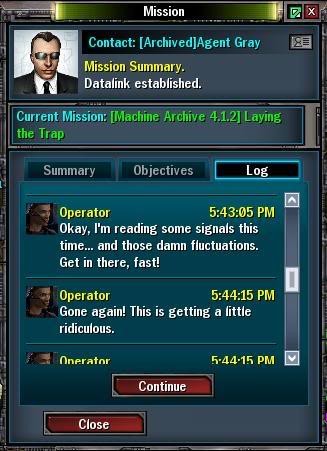 Mission
Contact: [Archived]Agent Gray
Mission Summary.
Datalink established.
Current Mission: [Machine Archive 4.1.2] Laying
the Trap
Summary
Objectives
Log
Operator 5:43:05 PM
Okay, I'm reading some signals this
time... and those damn fluctuations.
Get in there, fast!
Operator 5:44:15 PM
Gone again! This is getting a little
ridiculous.
Operator 5:44:15 PM
Continue
Close